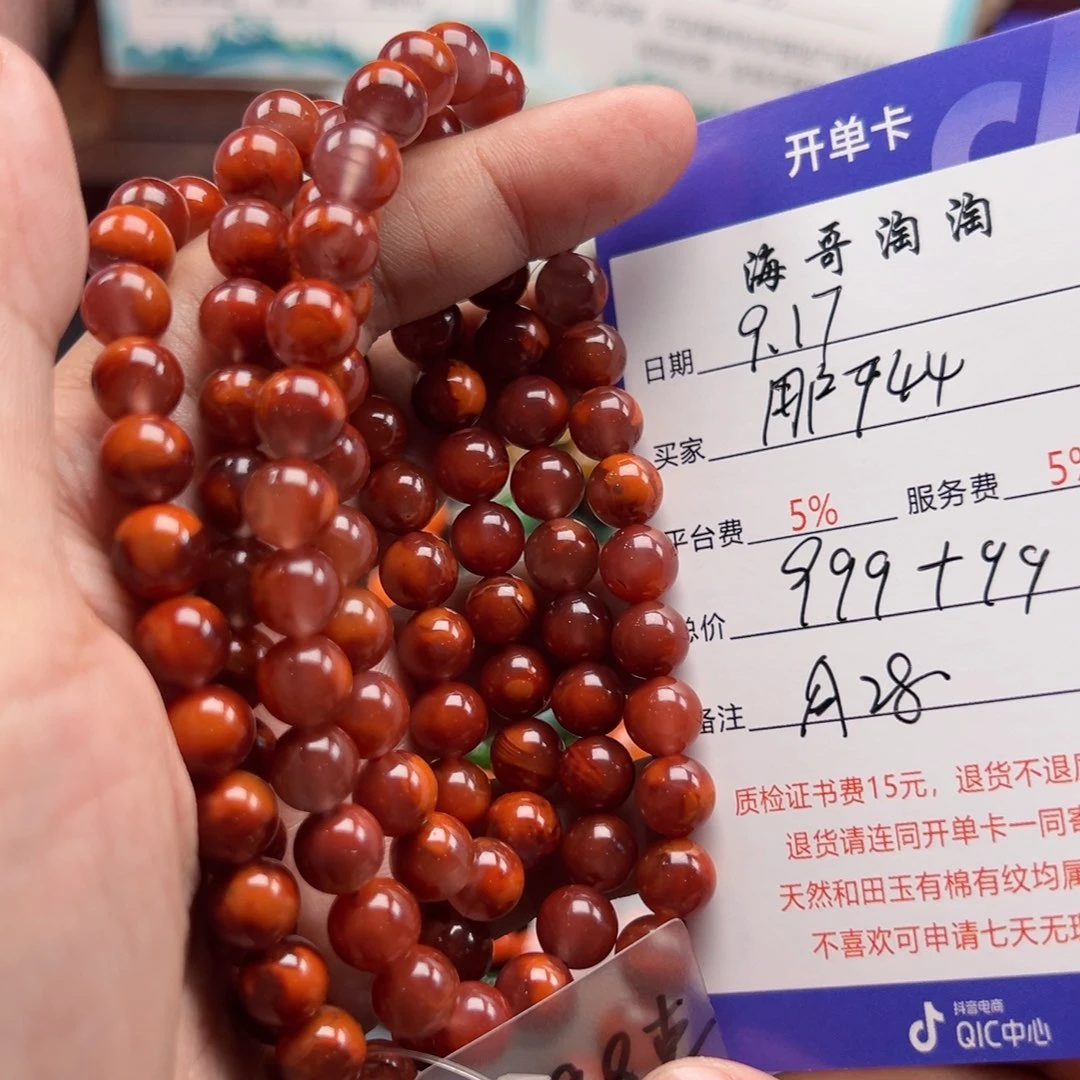 开单卡
海哥淘淘
日期 9.17
买家 用户944
平台费 5% 服务费 5%
总价 999+99
备注 A28
质检证书费15元，退货不退
退货请连同开单卡一同
天然和田玉有棉有纹均属
不喜欢可申请七天无理
抖音电商
QIC中心